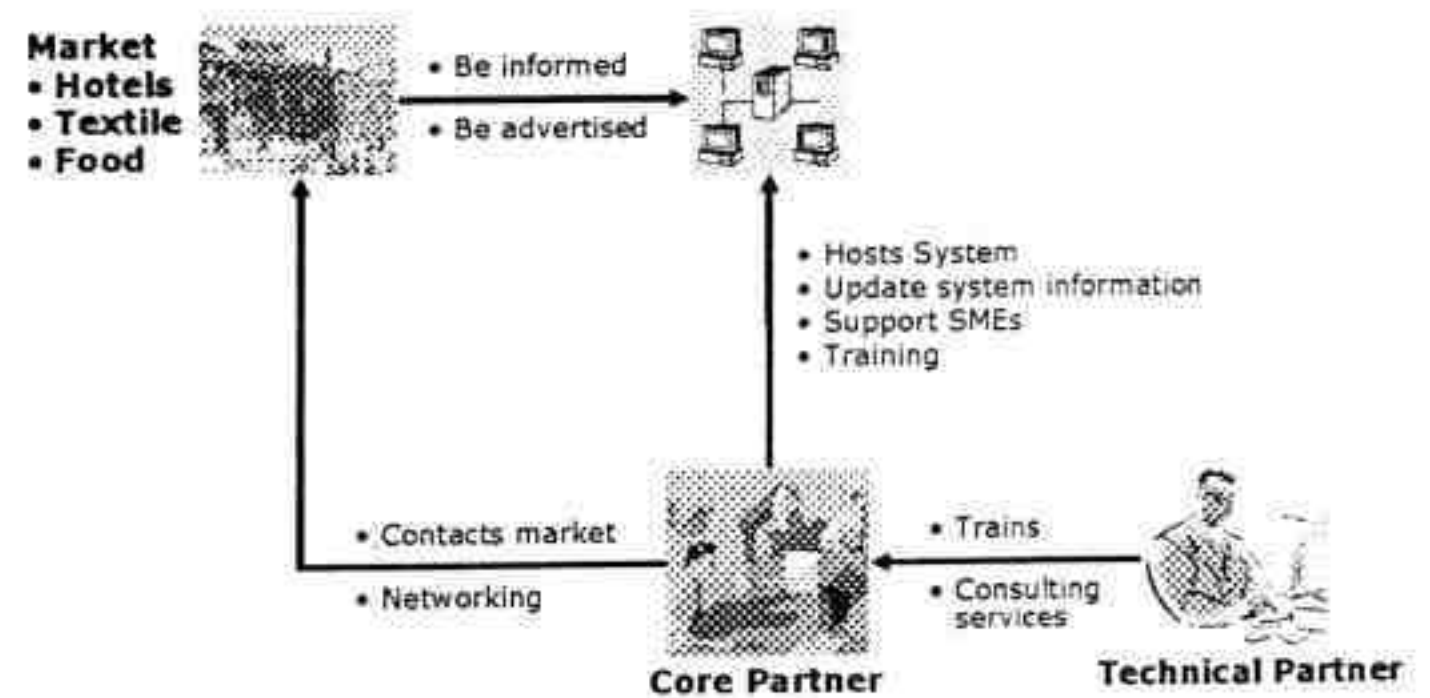 Market
• Hotels
• Textile
• Food
• Be informed
• Be advertised
• Hosts System
• Update system information
• Support SMEs
• Training
• Contacts market
• Networking
• Trains
• Consulting
services
Core Partner
Technical Partner